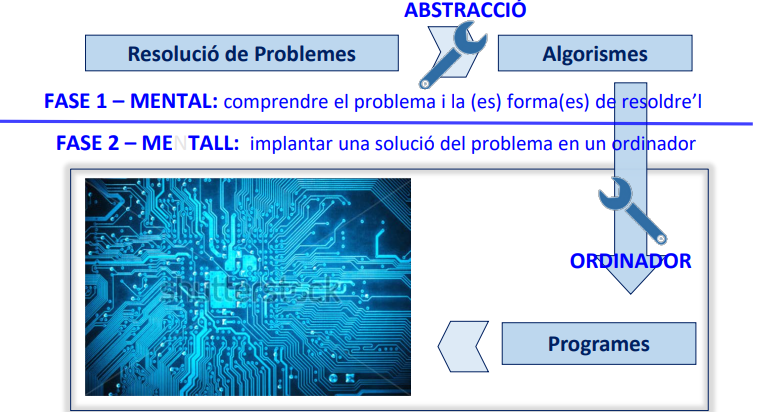 ABSTRACCIÓ
Resolució de Problemes
Algorismes
FASE 1 – MENTAL: comprendre el problema i la (es) forma(es) de resoldre’l
FASE 2 – MENTALL: implantar una solució del problema en un ordinador
ORDINADOR
shutterstock
Programes